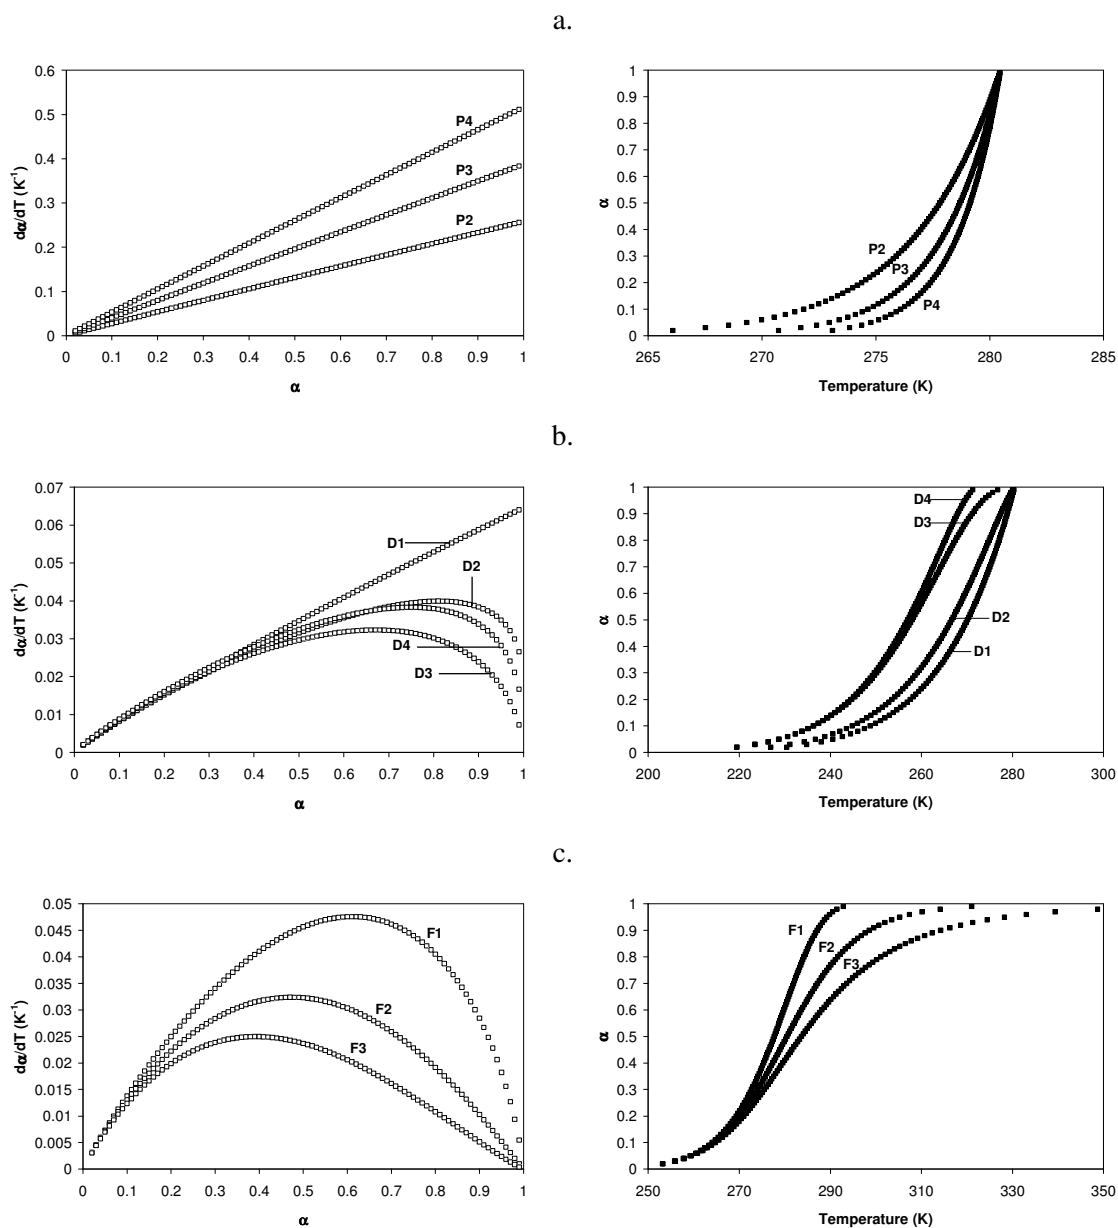 a.
0.6
0.5
0.4
0.3
0.2
0.1
0
dα/dT (K⁻¹)
P4
P3
P2
0 0.1 0.2 0.3 0.4 0.5 0.6 0.7 0.8 0.9 1
α
1
0.9
0.8
0.7
0.6
0.5
0.4
0.3
0.2
0.1
0
α
P2
P3
P4
265 270 275 280 285
Temperature (K)
b.
0.07
0.06
0.05
0.04
0.03
0.02
0.01
0
dα/dT (K⁻¹)
D1
D2
D4
D3
0 0.1 0.2 0.3 0.4 0.5 0.6 0.7 0.8 0.9 1
α
1
0.9
0.8
0.7
0.6
0.5
0.4
0.3
0.2
0.1
0
α
D4
D3
D2
D1
200 220 240 260 280 300
Temperature (K)
c.
0.05
0.045
0.04
0.035
0.03
0.025
0.02
0.015
0.01
0.005
0
dα/dT (K⁻¹)
F1
F2
F3
0 0.1 0.2 0.3 0.4 0.5 0.6 0.7 0.8 0.9 1
α
1
0.9
0.8
0.7
0.6
0.5
0.4
0.3
0.2
0.1
0
α
F1
F2
F3
250 270 290 310 330 350
Temperature (K)